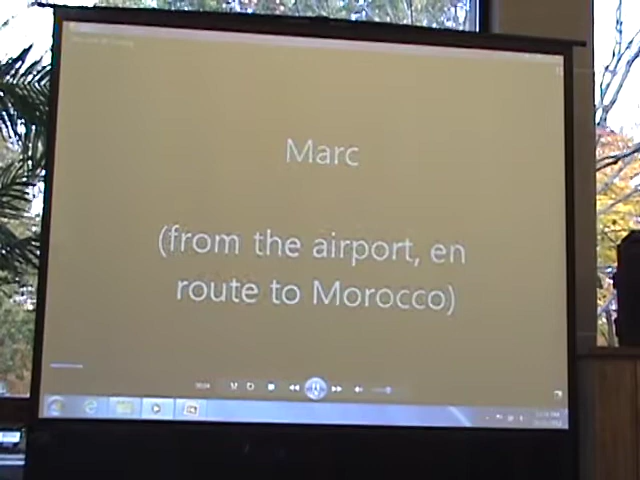 Marc
(from the airport, en
route to Morocco)